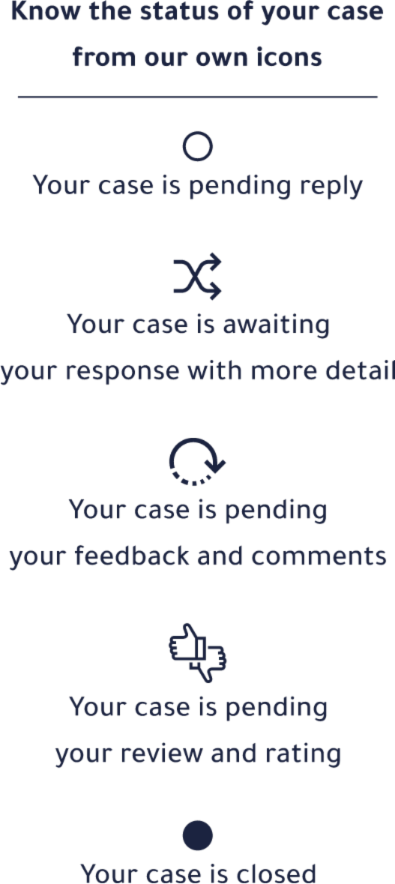 Know the status of your case
from our own icons
Your case is pending reply
Your case is awaiting
your response with more detail
Your case is pending
your feedback and comments
Your case is pending
your review and rating
Your case is closed